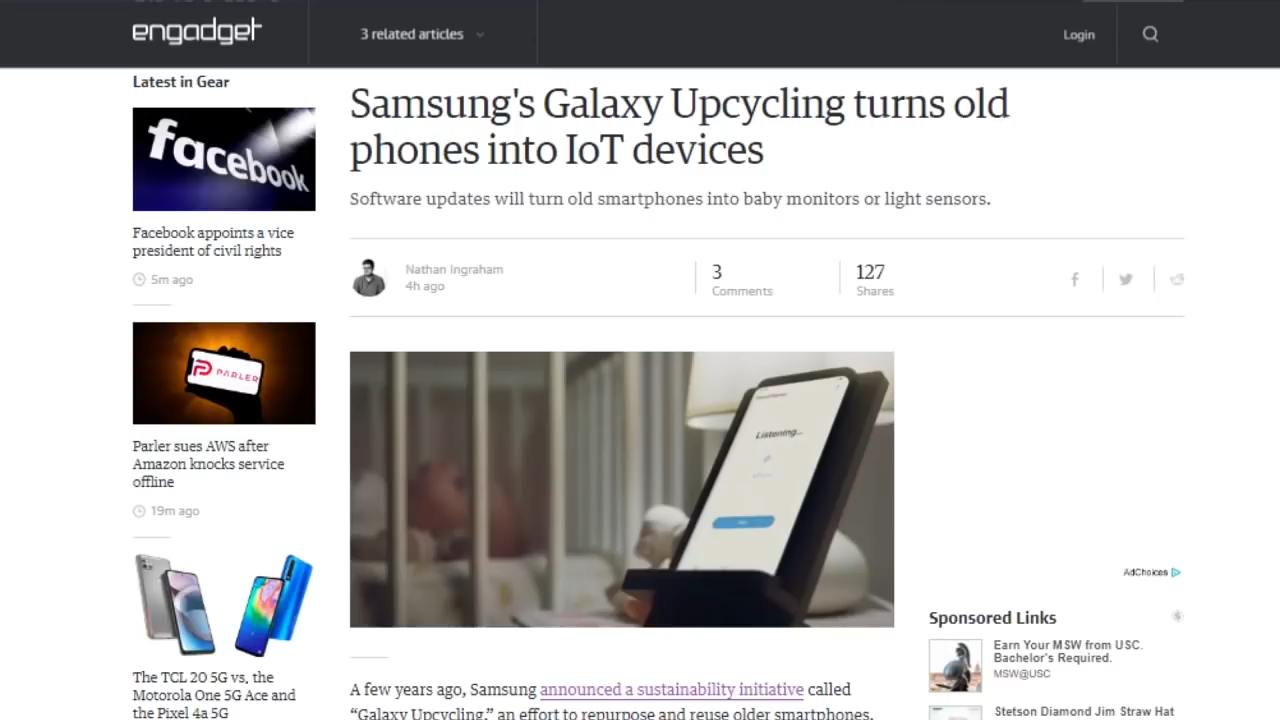 engadget
3 related articles
Login
Latest in Gear
facebook
Facebook appoints a vice
president of civil rights
5m ago
PARLER
Parler sues AWS after
Amazon knocks service
offline
19m ago
The TCL 20 5G vs. the
Motorola One 5G Ace and
the Pixel 4a 5G
Samsung's Galaxy Upcycling turns old
phones into IoT devices
Software updates will turn old smartphones into baby monitors or light sensors.
Nathan Ingraham
4h ago
3
Comments
127
Shares
Listening...
A few years ago, Samsung announced a sustainability initiative called
“Galaxy Upcycling,” an effort to repurpose and reuse older smartphones.
AdChoices
Sponsored Links
Earn Your MSW from USC.
Bachelor's Required.
MSW@USC
Stetson Diamond Jim Straw Hat